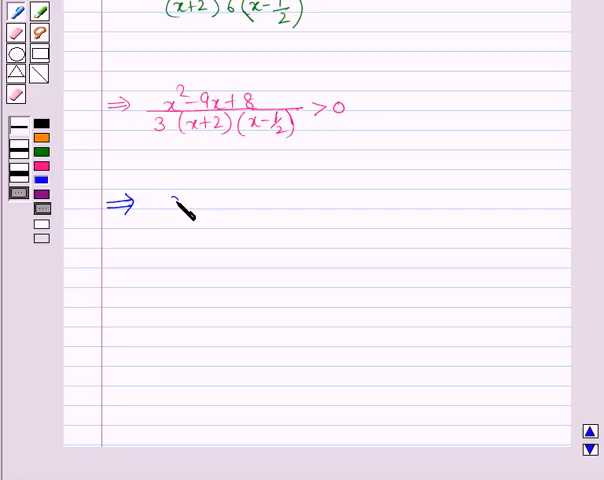 (x+2) 6 (x-1/2)
⇒ x²-9x+8 / 3 (x+2) (x-1/2) > 0
⇒